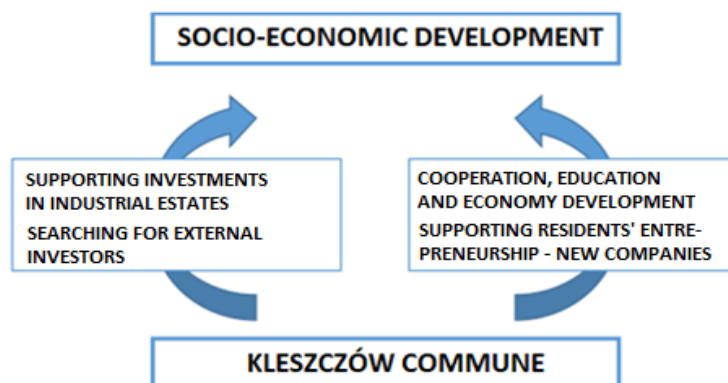 SOCIO-ECONOMIC DEVELOPMENT
SUPPORTING INVESTMENTS
IN INDUSTRIAL ESTATES
SEARCHING FOR EXTERNAL
INVESTORS
COOPERATION, EDUCATION
AND ECONOMY DEVELOPMENT
SUPPORTING RESIDENTS' ENTRE-
PRENEURSHIP - NEW COMPANIES
KLESZCZÓW COMMUNE